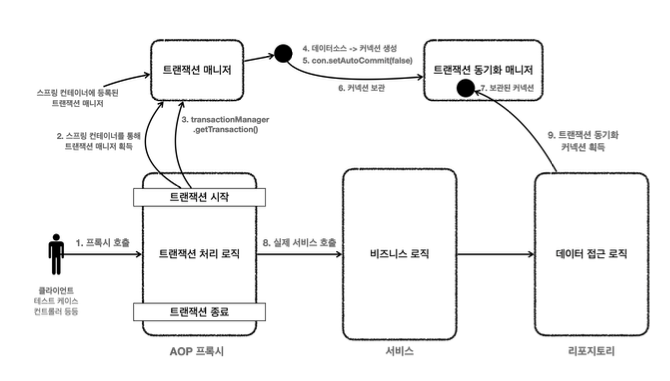 트랜잭션 매니저
4. 데이터소스 -> 커넥션 생성
5. con.setAutoCommit(false)
트랜잭션 동기화 매니저
6. 커넥션 보관
7. 보관된 커넥션
스프링 컨테이너에 등록된
트랜잭션 매니저
3. transactionManager
.getTransaction()
2. 스프링 컨테이너를 통해
트랜잭션 매니저 획득
9. 트랜잭션 동기화
커넥션 획득
트랜잭션 시작
1. 프록시 호출
트랜잭션 처리 로직
8. 실제 서비스 호출
비즈니스 로직
데이터 접근 로직
클라이언트
테스트 케이스
컨트롤러 등등
트랜잭션 종료
AOP 프록시
서비스
리포지토리